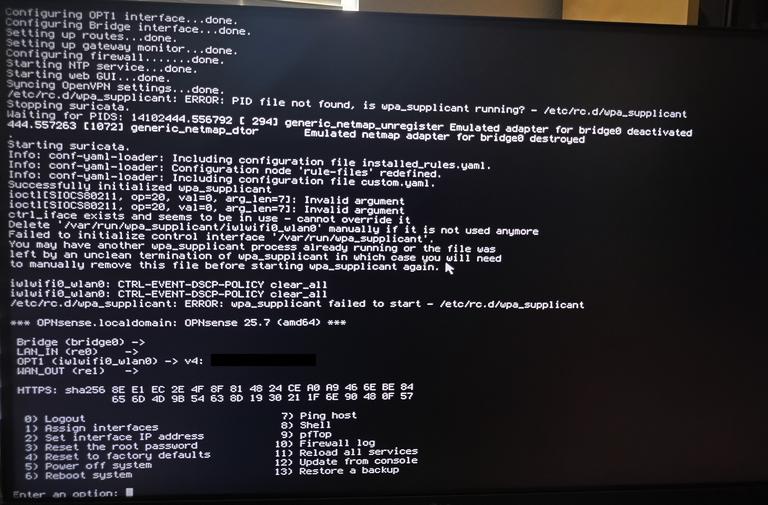 Configuring OPT1 interface...done.
Configuring Bridge interface...done.
Setting up routes...done.
Setting up gateway monitor...done.
Configuring firewall.......done.
Starting NTP service...done.
Starting web GUI...done.
Syncing OpenVPN settings...done.
/etc/rc.d/wpa_supplicant: ERROR: PID file not found, is wpa_supplicant running? - /etc/rc.d/wpa_supplicant
Stopping suricata.
Waiting for PIDS: 14102444.556792 [ 294] generic_netmap_unregister Emulated adapter for bridge0 deactivated
444.557263 [1072] generic_netmap_dtor Emulated netmap adapter for bridge0 destroyed
.
Starting suricata.
Info: conf-yaml-loader: Including configuration file installed_rules.yaml.
Info: conf-yaml-loader: Configuration node 'rule-files' redefined.
Info: conf-yaml-loader: Including configuration file custom.yaml.
Successfully initialized wpa_supplicant
ioctl[SIOCS80211, op=20, val=0, arg_len=7]: Invalid argument
ioctl[SIOCS80211, op=20, val=0, arg_len=7]: Invalid argument
ctrl_iface exists and seems to be in use - cannot override it
Delete '/var/run/wpa_supplicant/iwlwifi0_wlan0' manually if it is not used anymore
Failed to initialize control interface '/var/run/wpa_supplicant'.
You may have another wpa_supplicant process already running or the file was
left by an unclean termination of wpa_supplicant in which case you will need
to manually remove this file before starting wpa_supplicant again.
iwlwifi0_wlan0: CTRL-EVENT-DSCP-POLICY clear_all
iwlwifi0_wlan0: CTRL-EVENT-DSCP-POLICY clear_all
/etc/rc.d/wpa_supplicant: ERROR: wpa_supplicant failed to start - /etc/rc.d/wpa_supplicant
*** OPNsense.localdomain: OPNsense 25.7 (amd64) ***
Bridge (bridge0) ->
LAN_IN (re0) ->
OPT1 (iwlwifi0_wlan0) -> v4:
WAN_OUT (re1) ->
HTTPS: sha256 8E E1 EC 2E 4F 8F 81 48 24 CE A0 A9 46 6E BE 84
65 6D 4D 9B 54 63 8D 19 30 21 1F 6E 90 48 0F 57
0) Logout 7) Ping host
1) Assign interfaces 8) Shell
2) Set interface IP address 9) pfTop
3) Reset the root password 10) Firewall log
4) Reset to factory defaults 11) Reload all services
5) Power off system 12) Update from console
6) Reboot system 13) Restore a backup
Enter an option: